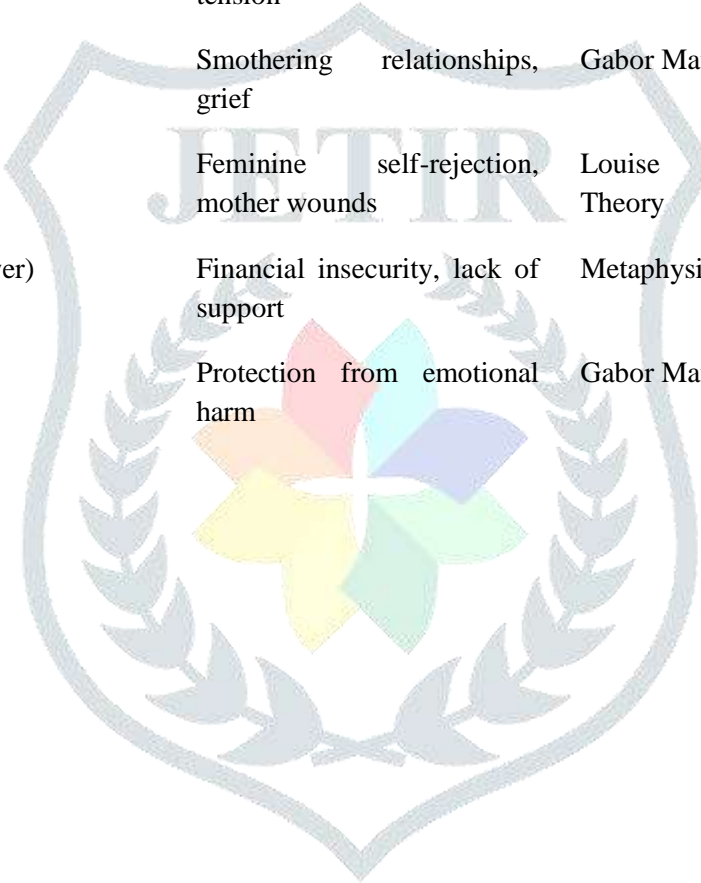 tension
Smothering relationships, Gabor Ma
grief
JETIR
Feminine self-rejection, Louise
mother wounds Theory
er) Financial insecurity, lack of Metaphysi
support
Protection from emotional Gabor Ma
harm